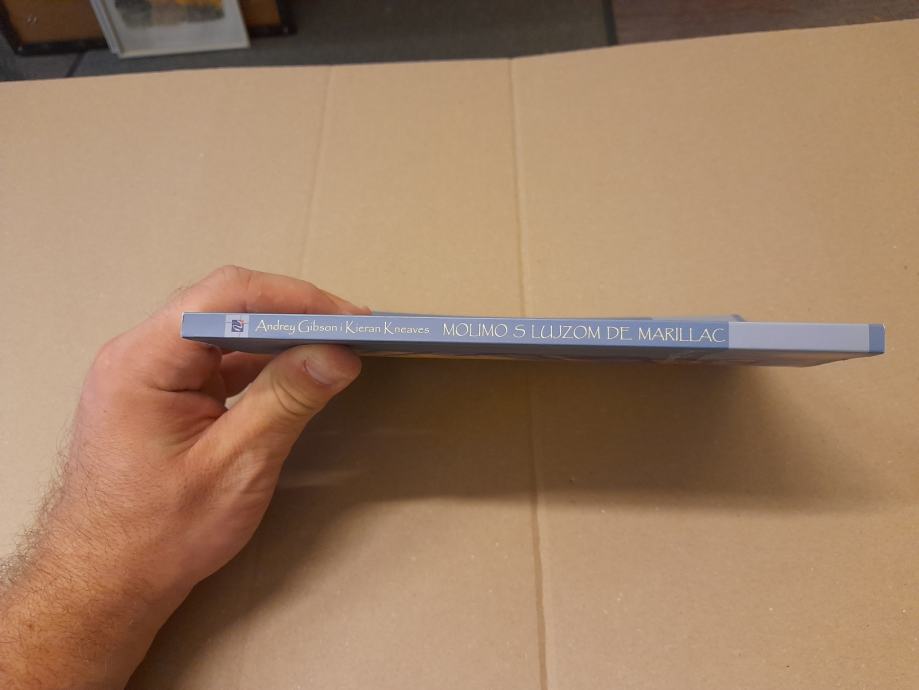 Andrey Gibson i Kieran Kneaves MOLIMO S LUJZOM DE MARILLAC